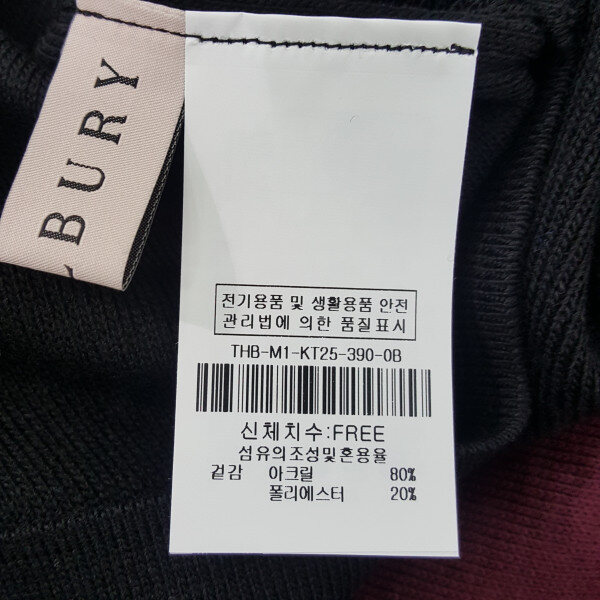 BURY
전기용품 및 생활용품 안전
관리법에 의한 품질표시
THB-M1-KT25-390-0B
신체치수:FREE
섬유의조성및혼용율
겉감 아크릴 80%
폴리에스터 20%